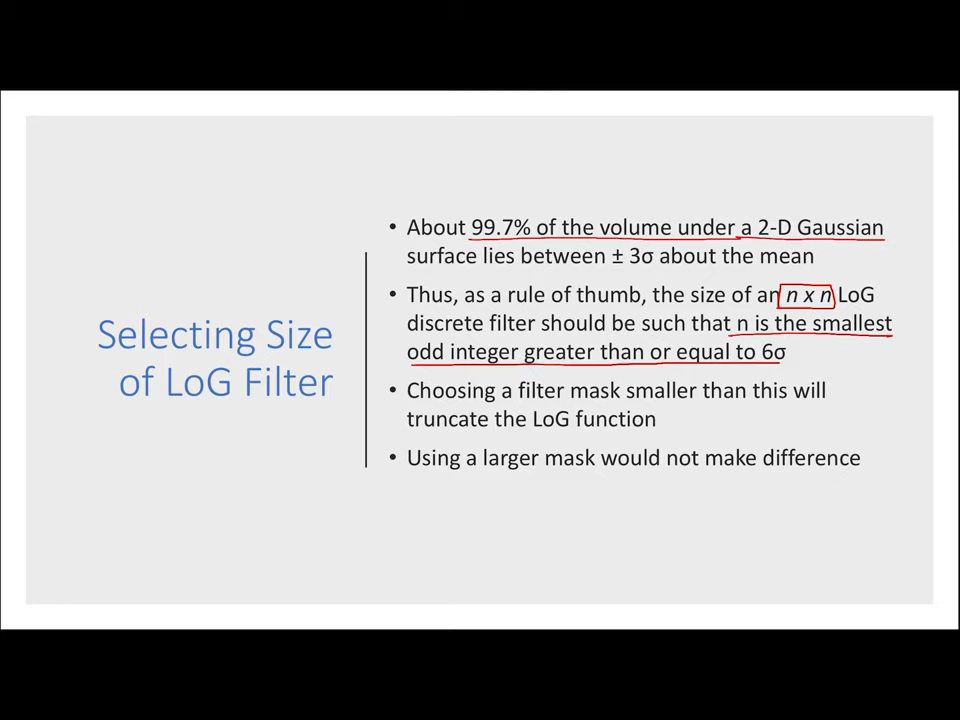 Selecting Size
of LoG Filter
• About 99.7% of the volume under a 2-D Gaussian
surface lies between ± 3σ about the mean
• Thus, as a rule of thumb, the size of an n x n LoG
discrete filter should be such that n is the smallest
odd integer greater than or equal to 6σ
• Choosing a filter mask smaller than this will
truncate the LoG function
• Using a larger mask would not make difference